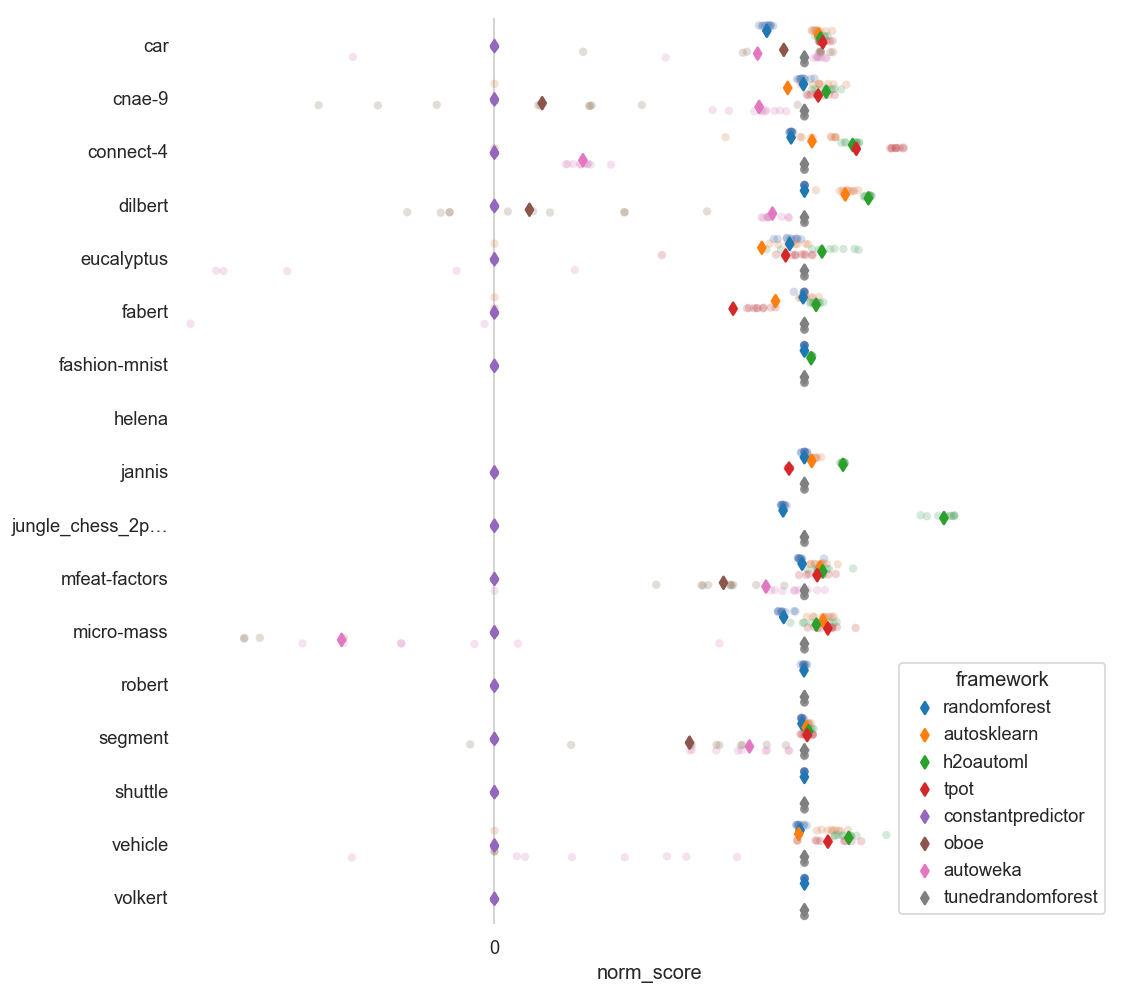 car
cnae-9
connect-4
dilbert
eucalyptus
fabert
fashion-mnist
helena
jannis
jungle_chess_2p…
mfeat-factors
micro-mass
robert
segment
shuttle
vehicle
volkert
framework
randomforest
autosklearn
h2oautoml
tpot
constantpredictor
oboe
autoweka
tunedrandomforest
0
norm_score